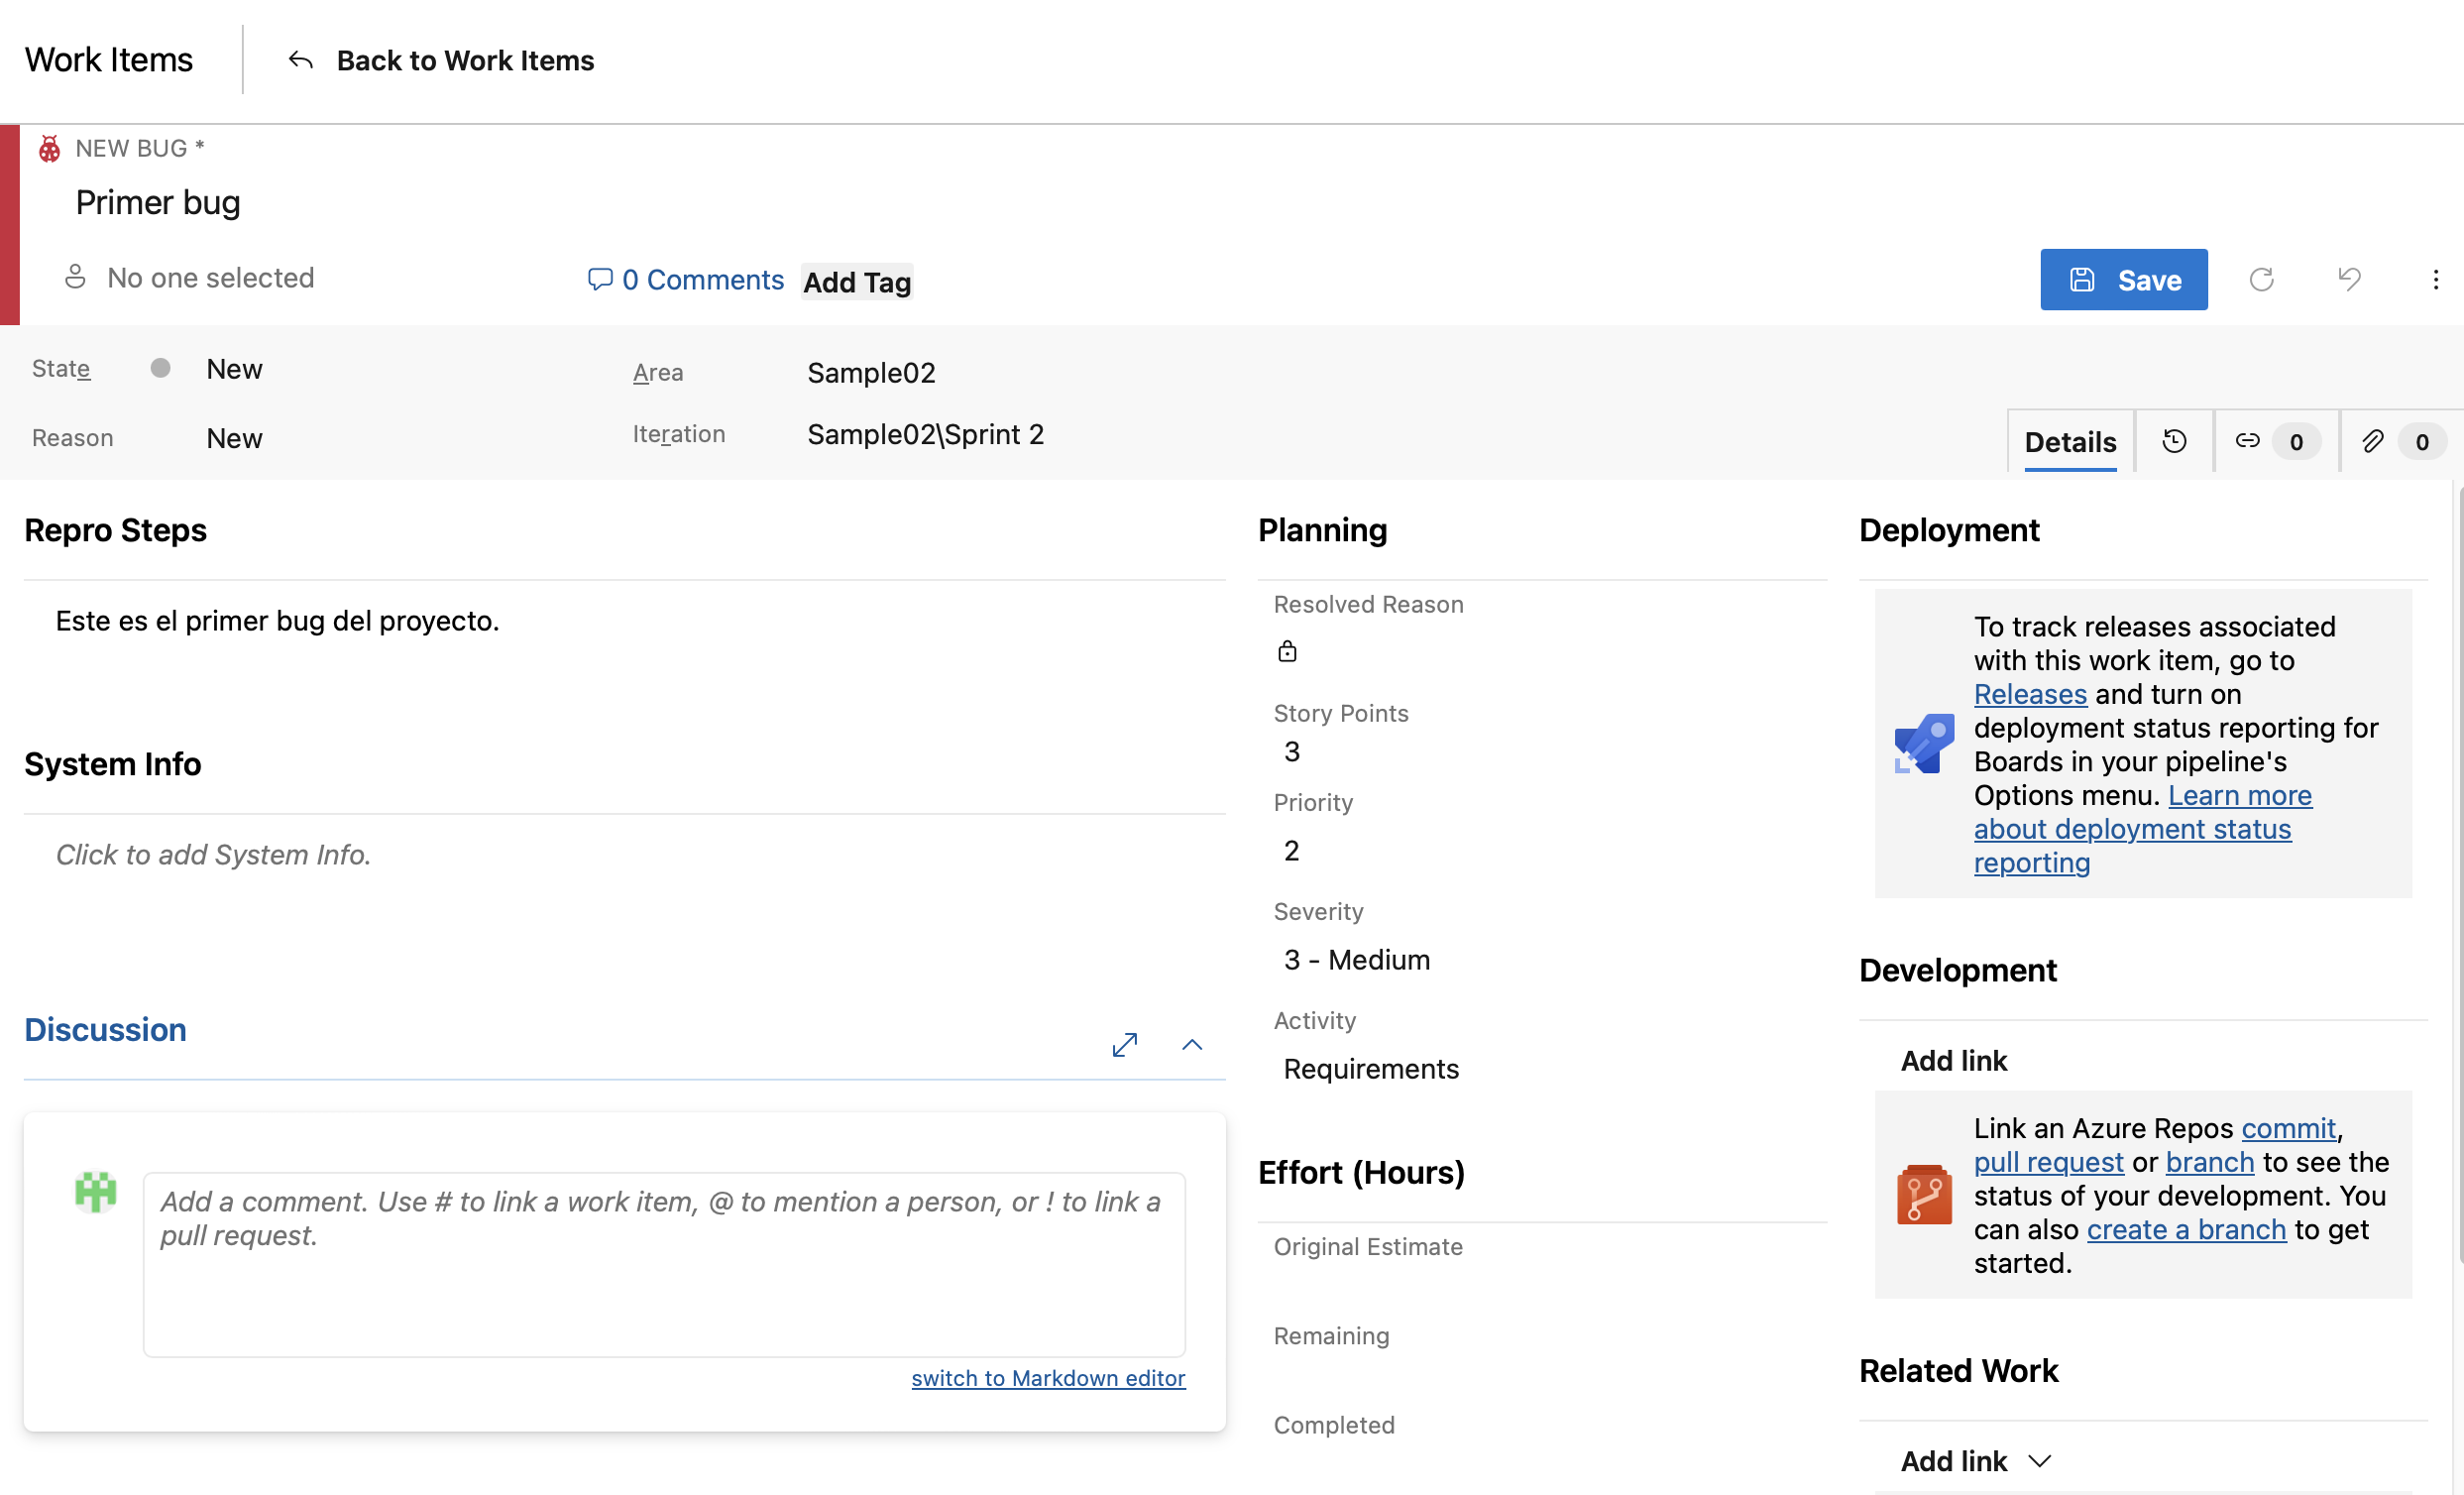 Work Items
Back to Work Items
NEW BUG *
Primer bug
No one selected
0 Comments
Add Tag
Save
State
New
Area
Sample02
Reason
New
Iteration
Sample02\Sprint 2
Details
0
0
Repro Steps
Este es el primer bug del proyecto.
System Info
Click to add System Info.
Discussion
Add a comment. Use # to link a work item, @ to mention a person, or ! to link a
pull request.
switch to Markdown editor
Planning
Resolved Reason
Story Points
3
Priority
2
Severity
3 - Medium
Activity
Requirements
Effort (Hours)
Original Estimate
Remaining
Completed
Deployment
To track releases associated
with this work item, go to
Releases and turn on
deployment status reporting for
Boards in your pipeline's
Options menu. Learn more
about deployment status
reporting
Development
Add link
Link an Azure Repos commit,
pull request or branch to see the
status of your development. You
can also create a branch to get
started.
Related Work
Add link